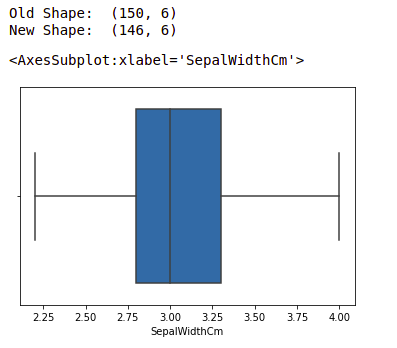 Old Shape:  (150, 6)
New Shape:  (146, 6)
<AxesSubplot:xlabel='SepalWidthCm'>
2.25 2.50 2.75 3.00 3.25 3.50 3.75 4.00
SepalWidthCm